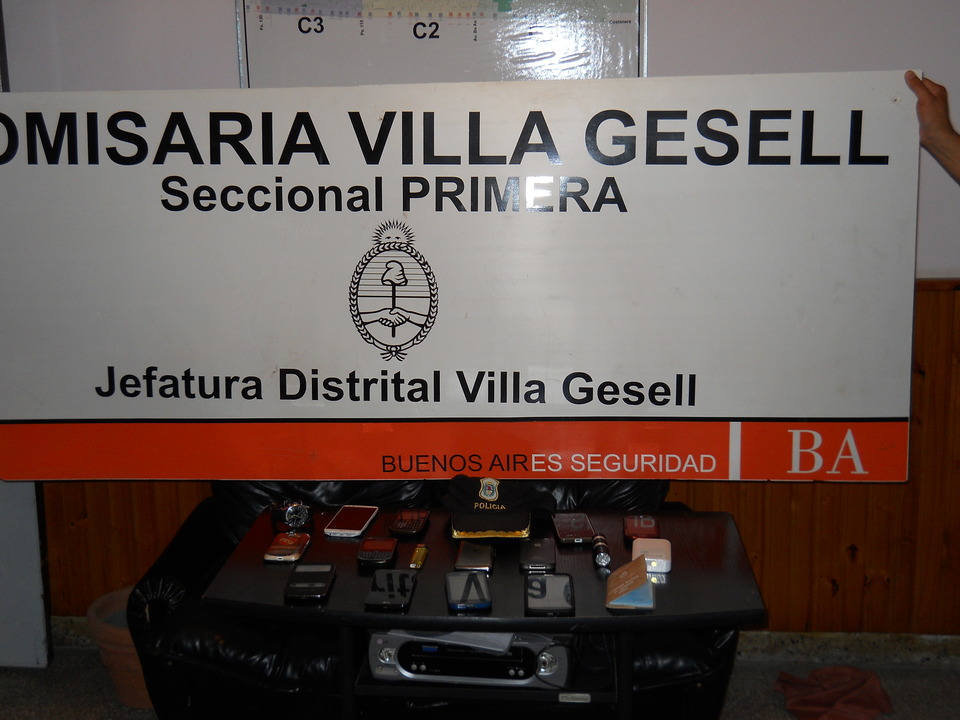 C3
C2
OMISARIA VILLA GESELL
Seccional PRIMERA
Jefatura Distrital Villa Gesell
BUENOS AIRES SEGURIDAD
BA
POLICIA